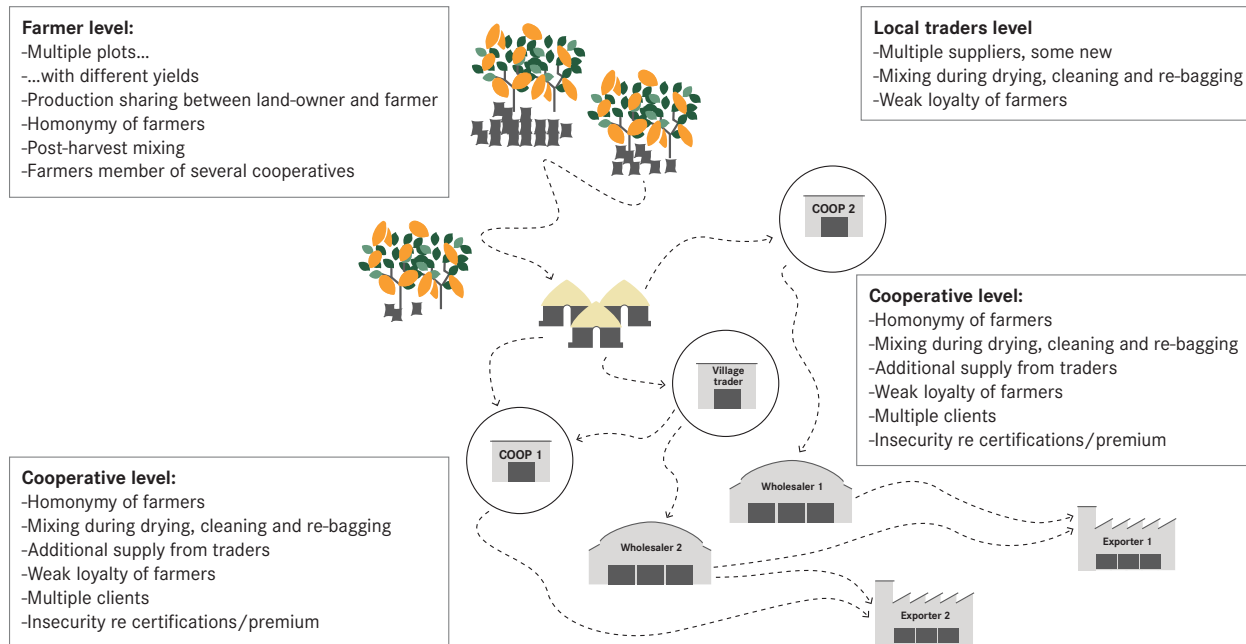 Farmer level:
-Multiple plots...
-...with different yields
-Production sharing between land-owner and farmer
-Homonymy of farmers
-Post-harvest mixing
-Farmers member of several cooperatives
Local traders level
-Multiple suppliers, some new
-Mixing during drying, cleaning and re-bagging
-Weak loyalty of farmers
COOP 2
Cooperative level:
-Homonymy of farmers
-Mixing during drying, cleaning and re-bagging
-Additional supply from traders
-Weak loyalty of farmers
-Multiple clients
-Insecurity re certifications/premium
Village
trader
COOP 1
Cooperative level:
-Homonymy of farmers
-Mixing during drying, cleaning and re-bagging
-Additional supply from traders
-Weak loyalty of farmers
-Multiple clients
-Insecurity re certifications/premium
Wholesaler 1
Wholesaler 2
Exporter 1
Exporter 2